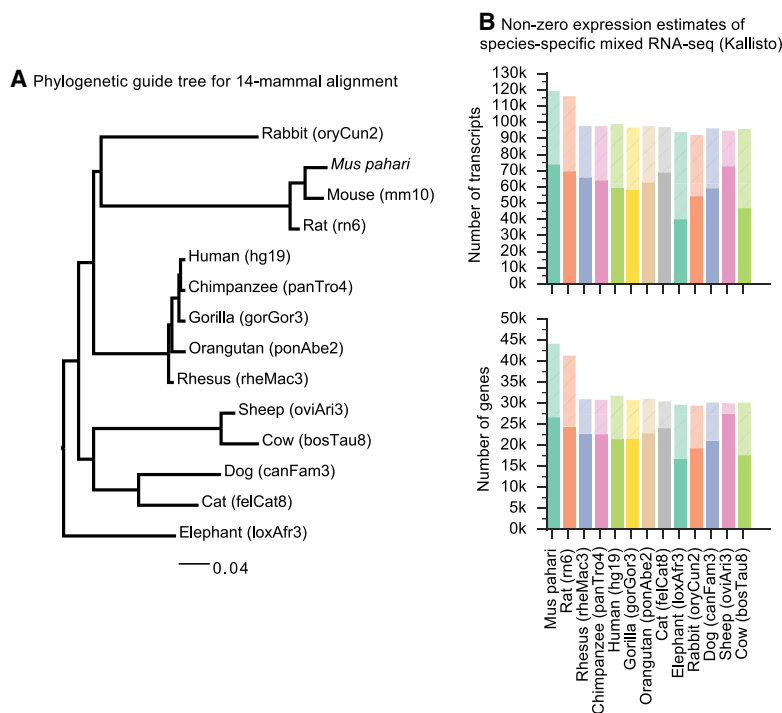 A Phylogenetic guide tree for 14-mammal alignment
Rabbit (oryCun2)
Mus pahari
Mouse (mm10)
Rat (rn6)
Human (hg19)
Chimpanzee (panTro4)
Gorilla (gorGor3)
Orangutan (ponAbe2)
Rhesus (rheMac3)
Sheep (oviAri3)
Cow (bosTau8)
Dog (canFam3)
Cat (felCat8)
Elephant (loxAfr3)
0.04
B Non-zero expression estimates of
species-specific mixed RNA-seq (Kallisto)
Number of transcripts
130k
120k
110k
100k
90k
80k
70k
60k
50k
40k
30k
20k
10k
0k
Number of genes
50k
45k
40k
35k
30k
25k
20k
15k
10k
5k
0k
Mus pahari
Rat (rn6)
Rhesus (rheMac3)
Chimpanzee (panTro4)
Human (hg19)
Gorilla (gorGor3)
Orangutan (ponAbe2)
Cat (felCat8)
Elephant (loxAfr3)
Rabbit (oryCun2)
Dog (canFam3)
Sheep (oviAri3)
Cow (bosTau8)